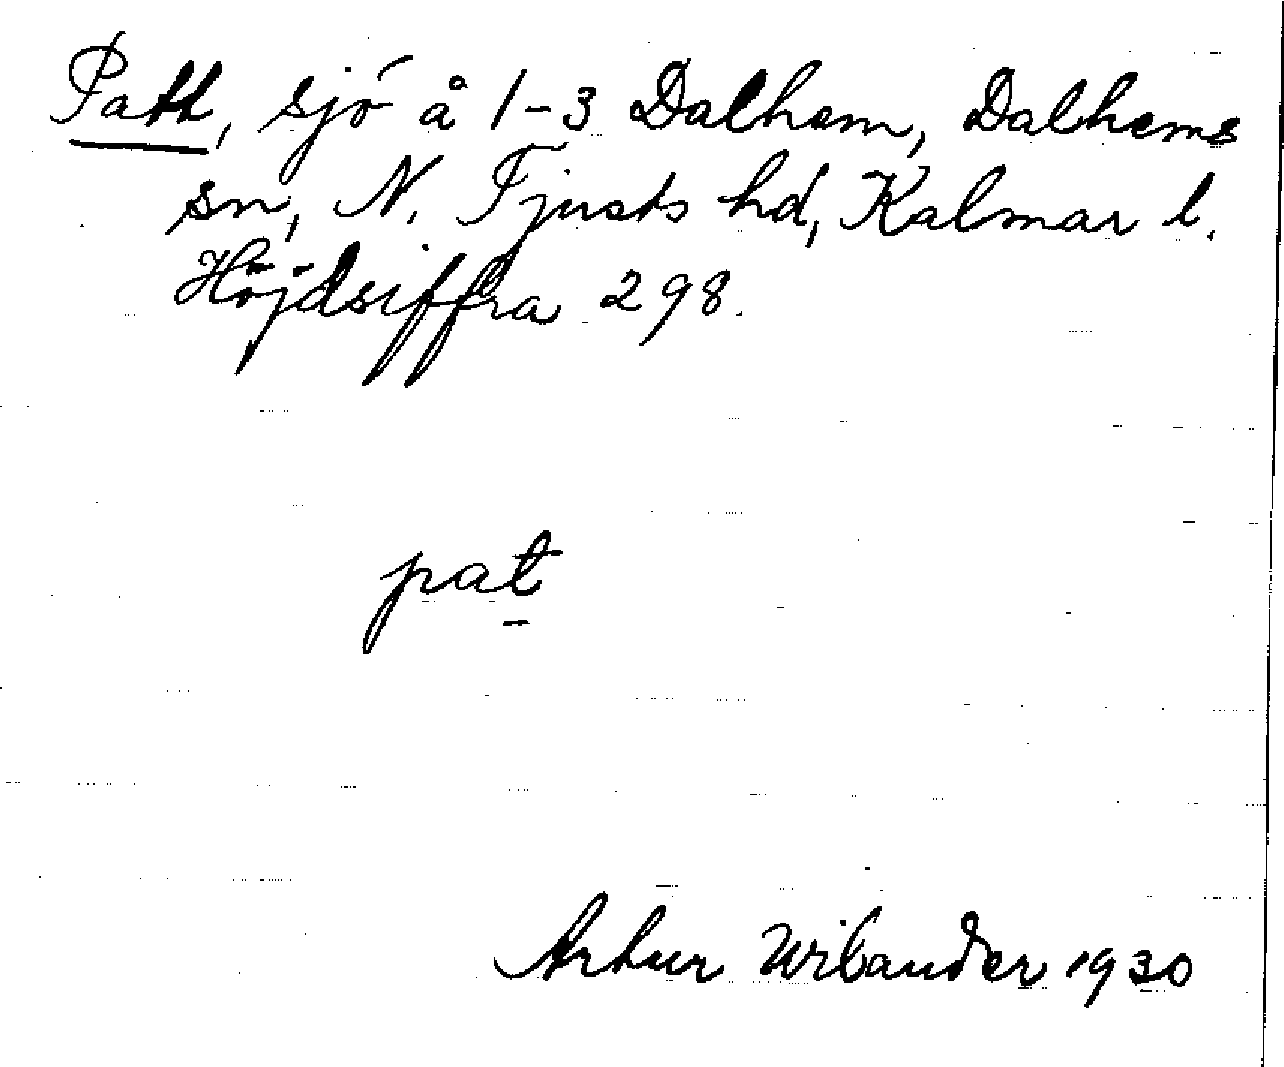 Patt, sjö å 1-3 Dalhem, Dalhems
sn, N. Tjusts hd, Kalmar l.
Höjdsiffra 298.
pat
Artur Wilander 1930